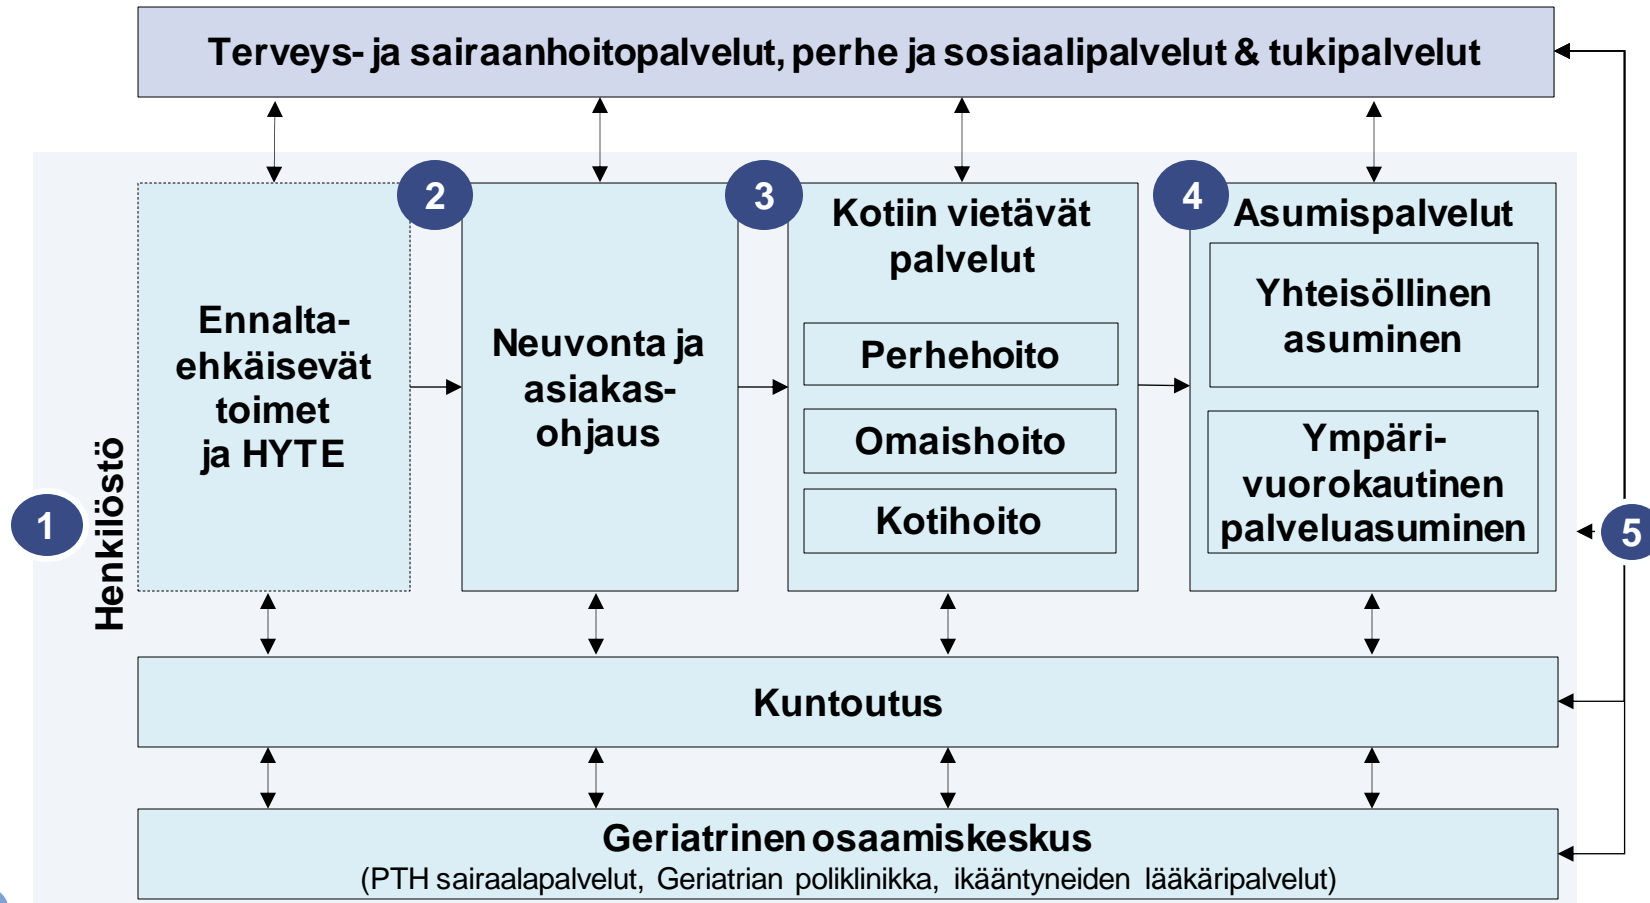 Terveys- ja sairaanhoitopalvelut, perhe ja sosiaalipalvelut & tukipalvelut
1
Henkilöstö
Ennalta-
ehkäisevät
toimet
ja HYTE
2
Neuvonta ja
asiakas-
ohjaus
3
Kotiin vietävät
palvelut
Perhehoito
Omaishoito
Kotihoito
4
Asumispalvelut
Yhteisöllinen
asuminen
Ympäri-
vuorokautinen
palveluasuminen
5
Kuntoutus
Geriatrinen osaamiskeskus
(PTH sairaalapalvelut, Geriatrian poliklinikka, ikääntyneiden lääkäripalvelut)